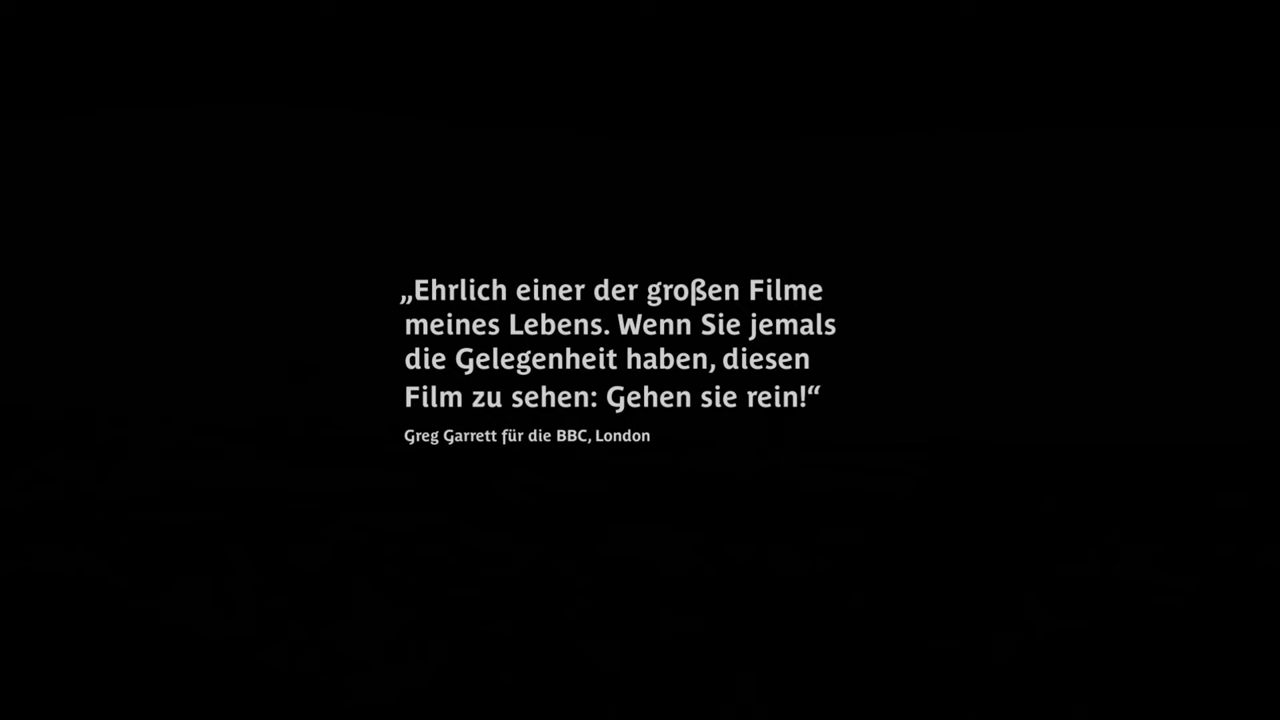 „Ehrlich einer der großen Filme
meines Lebens. Wenn Sie jemals
die Gelegenheit haben, diesen
Film zu sehen: Gehen sie rein!“
Greg Garrett für die BBC, London